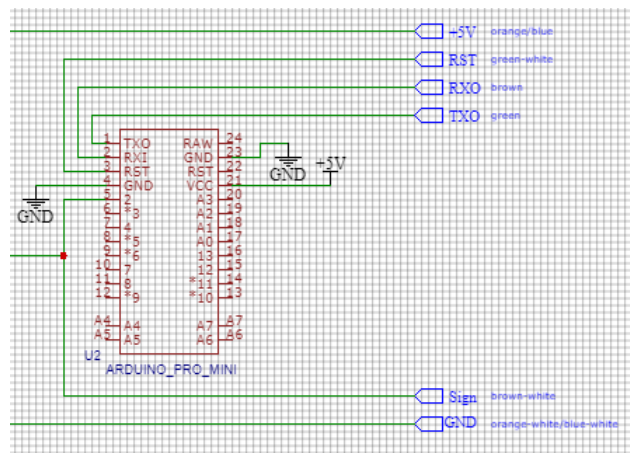 +5V orange/blue
RST green-white
RXO brown
TXO green
1 TXO RAW 24
2 RXI GND 23
3 RST RST 22
4 GND VCC 21
5 2 A3 20
6 *3 A2 19
7 4 A1 18
8 *5 A0 17
9 *6 13 16
10 7 12 15
11 8 *11 14
12 *9 *10 13
A4 A4 A7 A7
A5 A5 A6 A6
GND
GND
+5V
U2
ARDUINO_PRO_MINI
Sign brown-white
GND orange-white/blue-white